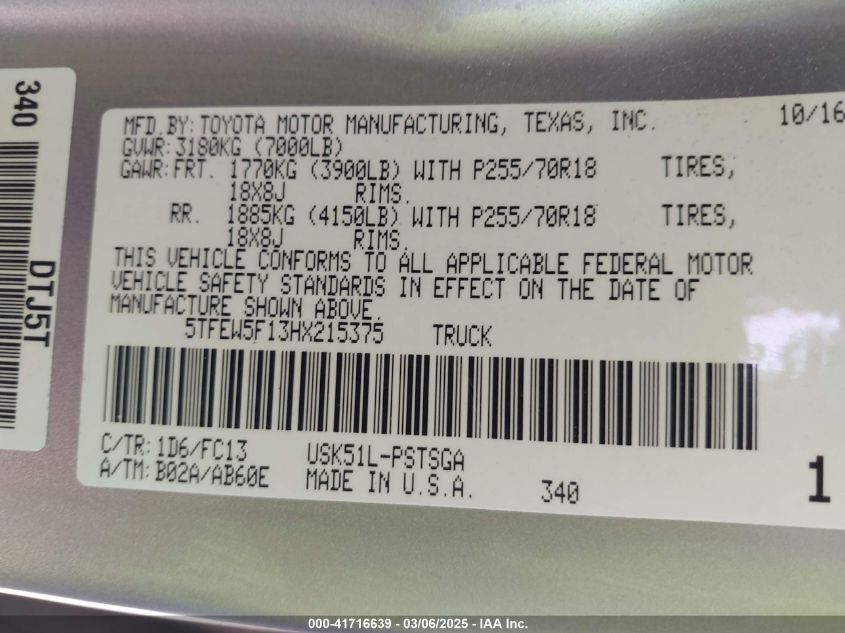 340
DTJ5T
MFD.BY:TOYOTA MOTOR MANUFACTURING, TEXAS, INC. 10/16
GVWR:3180KG (7000LB)
GAWR:FRT. 1770KG (3900LB) WITH P255/70R18 TIRES,
18X8J RIMS.
RR. 1885KG (4150LB) WITH P255/70R18 TIRES,
18X8J RIMS.
THIS VEHICLE CONFORMS TO ALL APPLICABLE FEDERAL MOTOR
VEHICLE SAFETY STANDARDS IN EFFECT ON THE DATE OF
MANUFACTURE SHOWN ABOVE.
5TFEW5F13HX215375 TRUCK
C/TR:1D6/FC13 USK51L-PSTSGA
A/TM:B02A/AB60E MADE IN U.S.A. 340 1
000-41716639 - 03/06/2025 - IAA Inc.